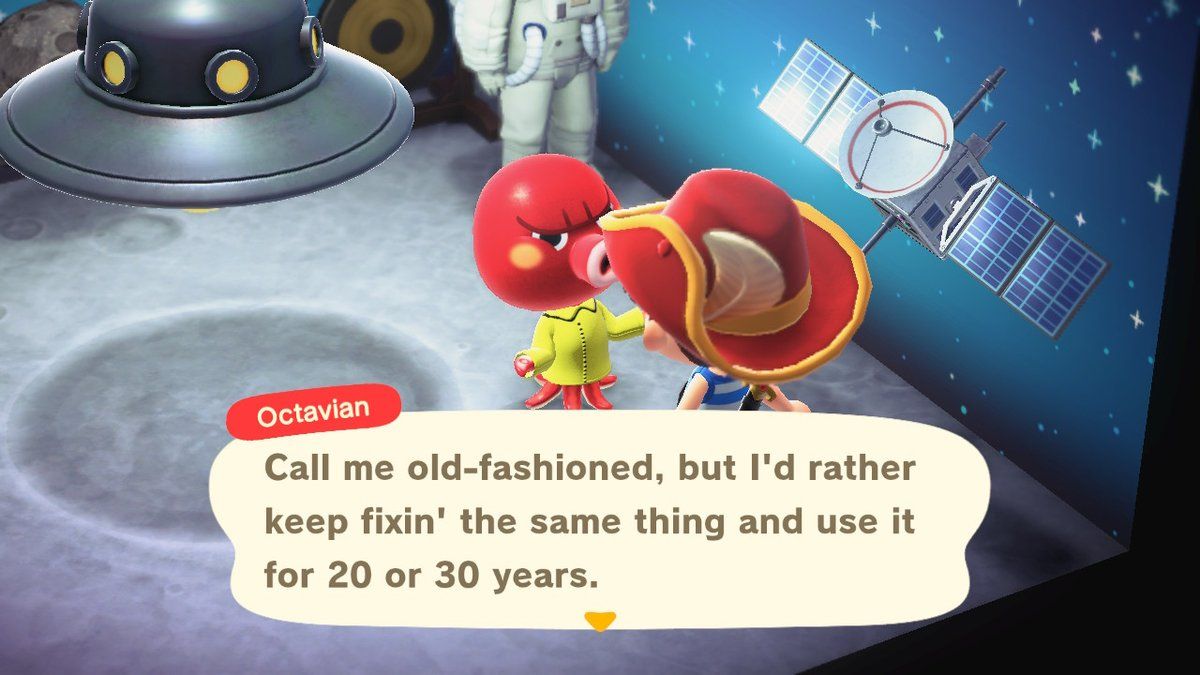 Octavian
Call me old-fashioned, but I'd rather
keep fixin' the same thing and use it
for 20 or 30 years.